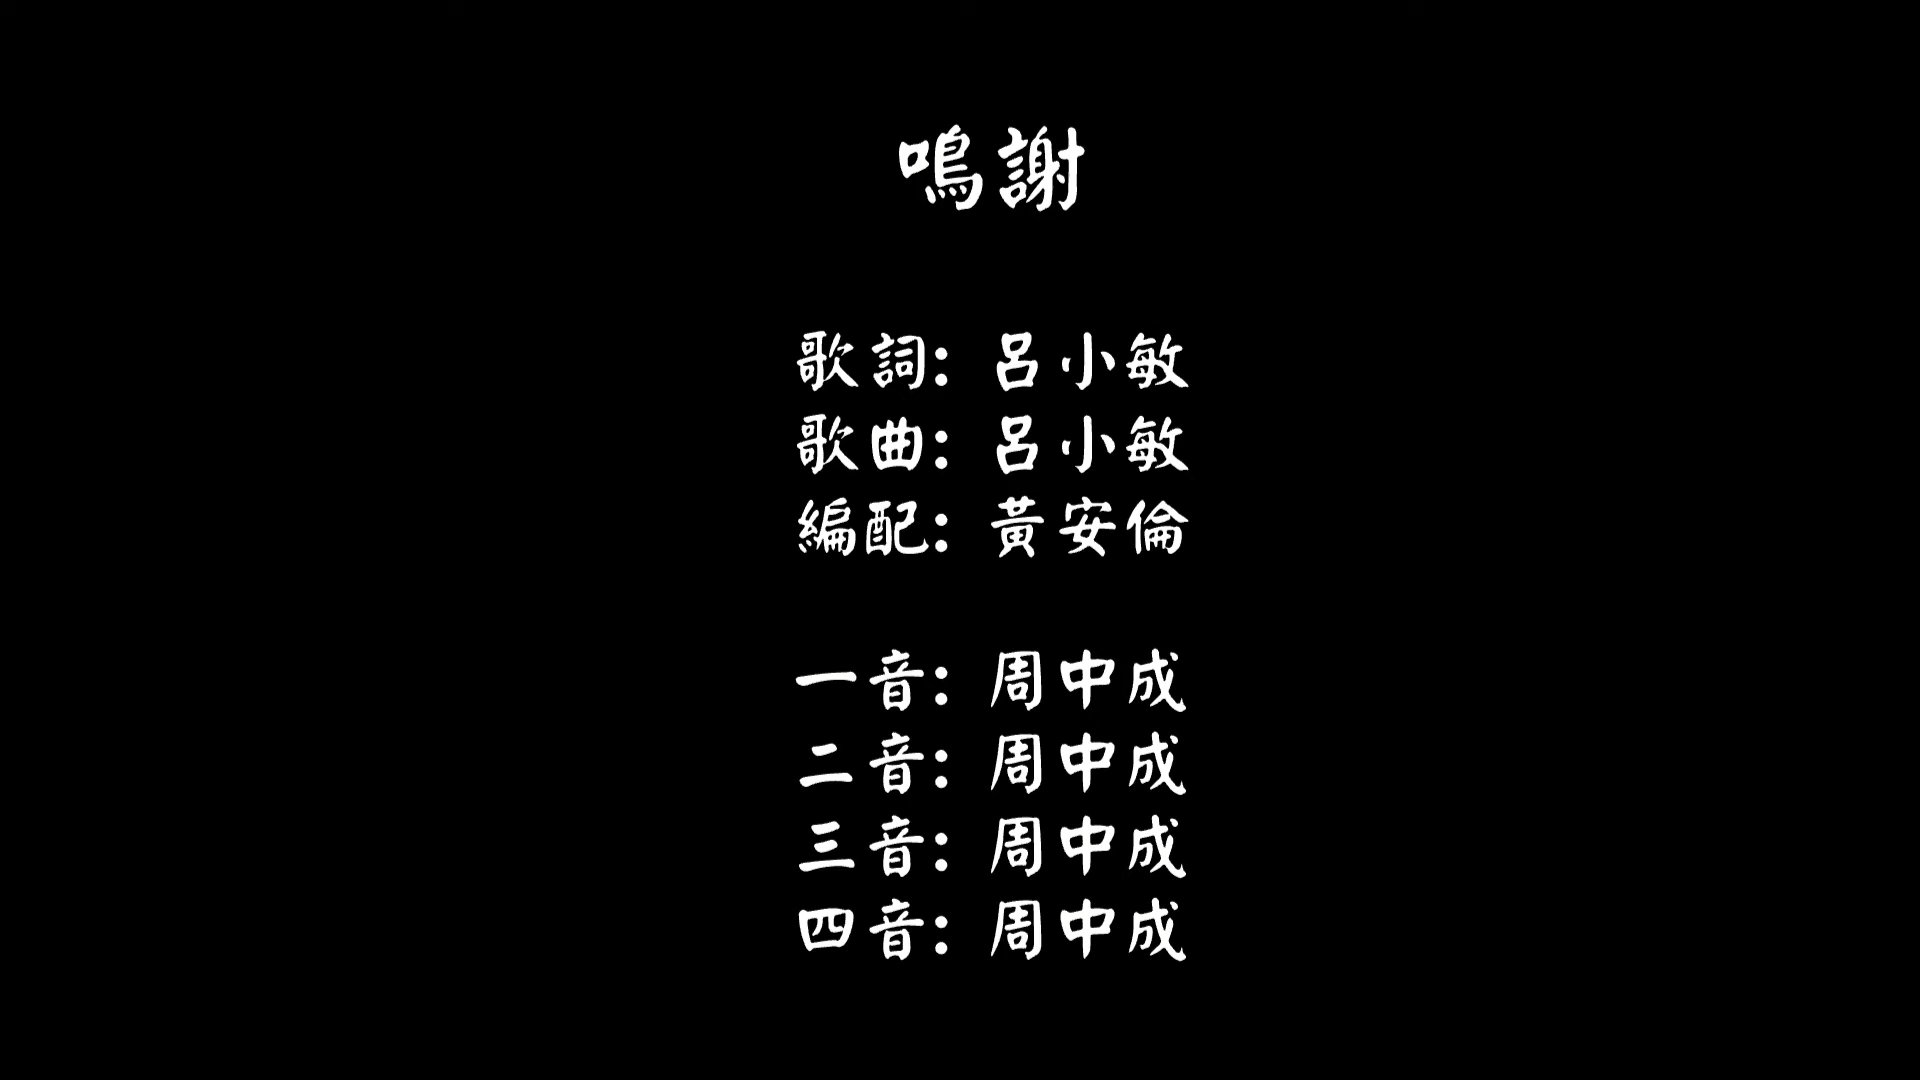 鳴謝
歌詞: 呂小敏
歌曲: 呂小敏
編配: 黃安倫
一音: 周中成
二音: 周中成
三音: 周中成
四音: 周中成